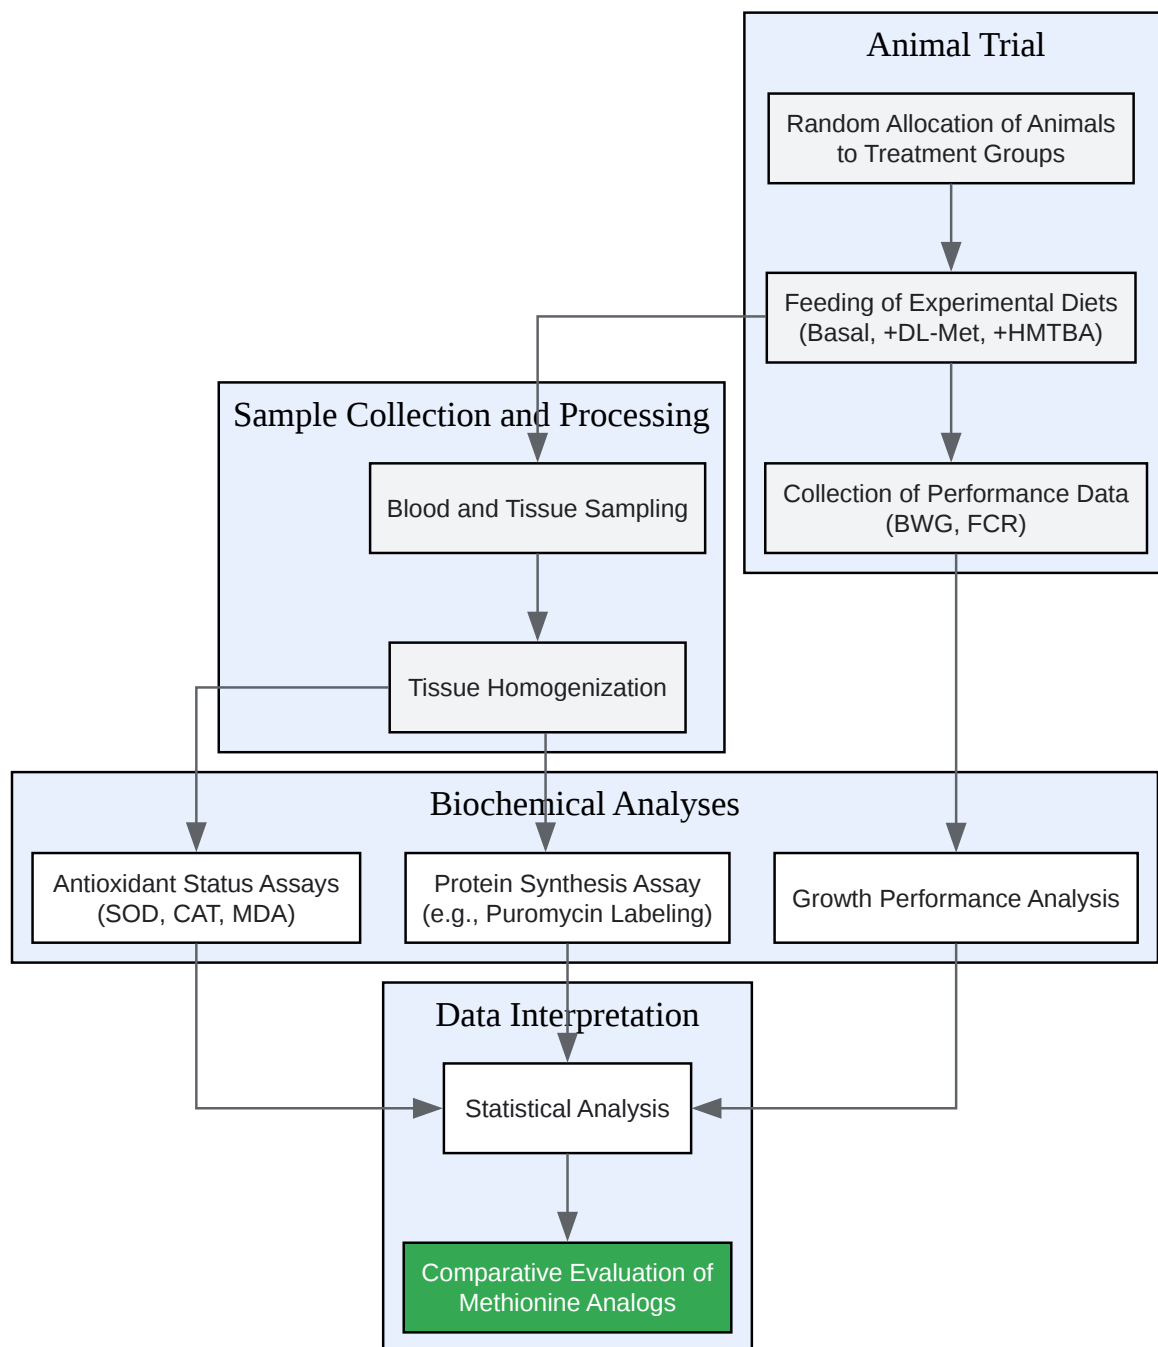 Animal Trial
Random Allocation of Animals
to Treatment Groups
Feeding of Experimental Diets
(Basal, +DL-Met, +HMTBA)
Collection of Performance Data
(BWG, FCR)
Sample Collection and Processing
Blood and Tissue Sampling
Tissue Homogenization
Biochemical Analyses
Antioxidant Status Assays
(SOD, CAT, MDA)
Protein Synthesis Assay
(e.g., Puromycin Labeling)
Growth Performance Analysis
Data Interpretation
Statistical Analysis
Comparative Evaluation of
Methionine Analogs